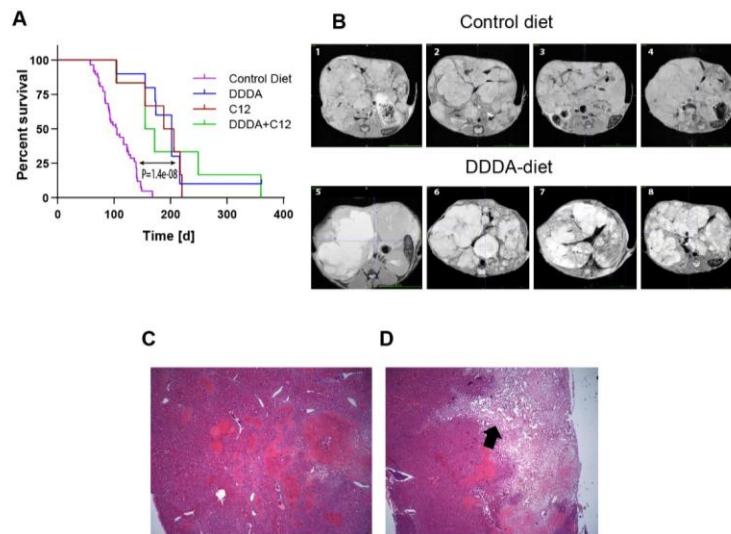 A
100
75
50
25
0
Percent survival
0 100 200 300 400
Time [d]
P=1.4e-08
Control Diet
DDDA
C12
DDDA+C12
B
Control diet
1 2 3 4
DDDA-diet
5 6 7 8
C
D